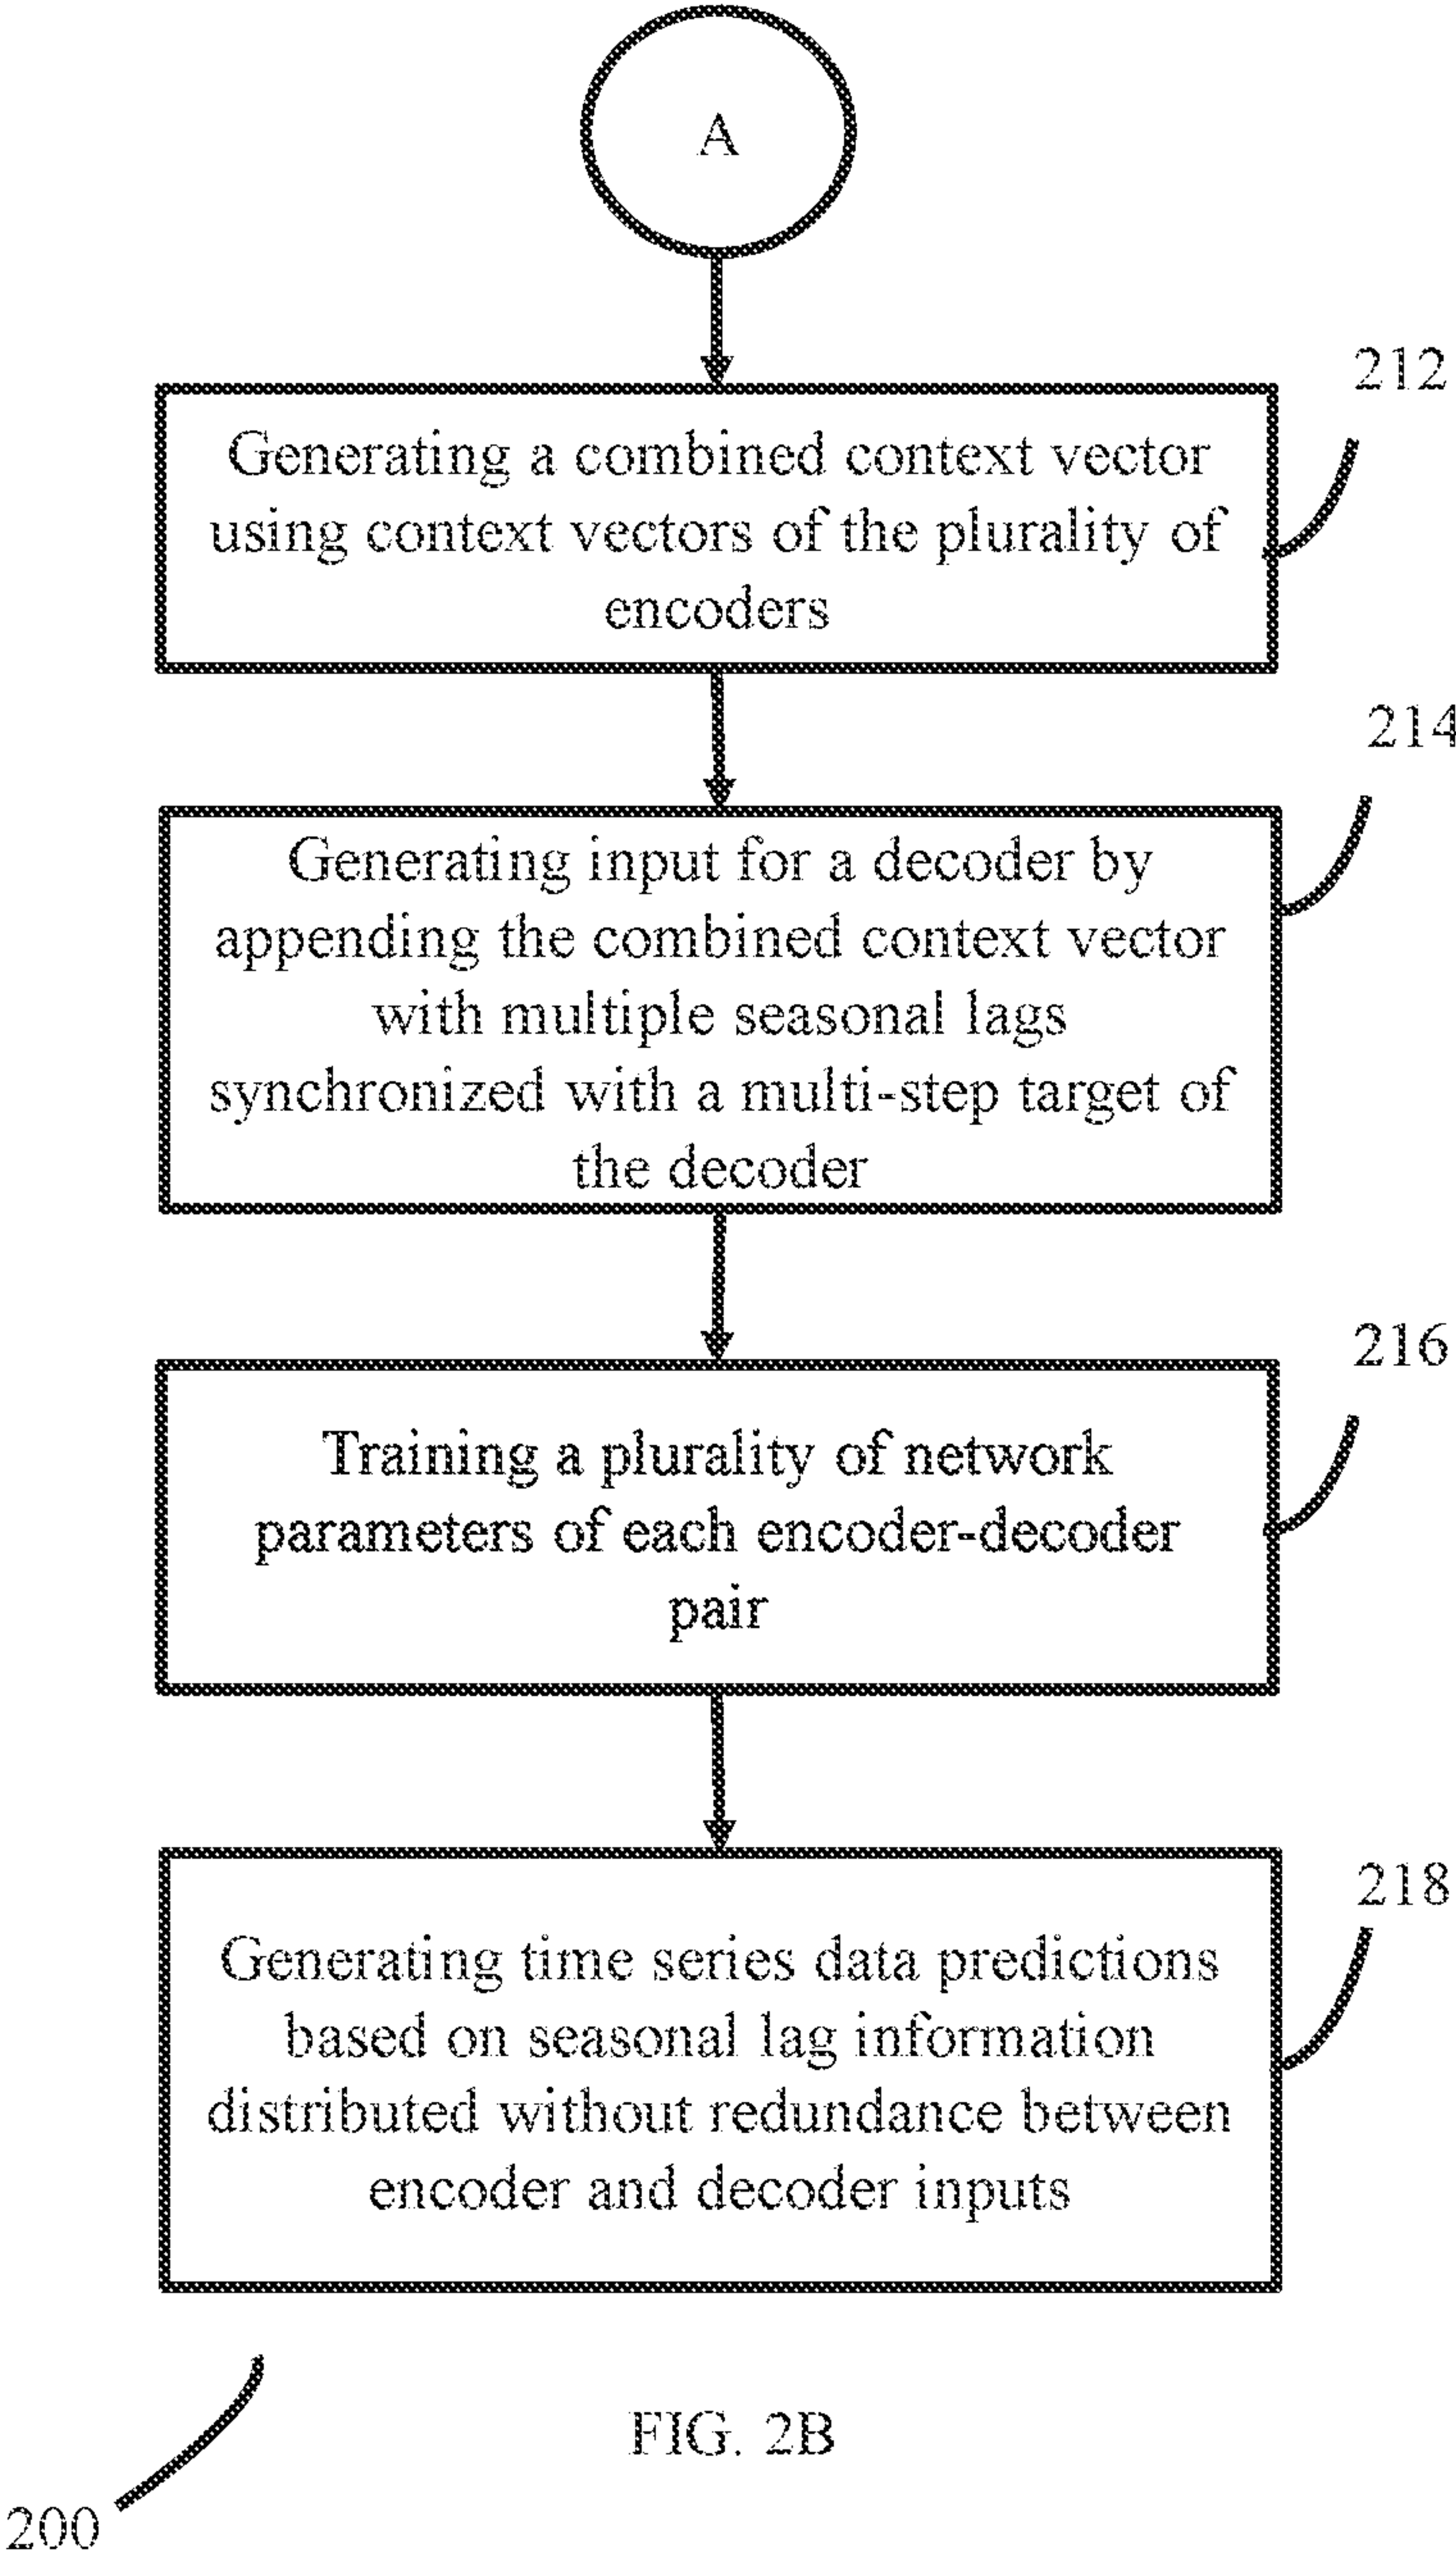 A
212
Generating a combined context vector
using context vectors of the plurality of
encoders
214
Generating input for a decoder by
appending the combined context vector
with multiple seasonal lags
synchronized with a multi-step target of
the decoder
216
Training a plurality of network
parameters of each encoder-decoder
pair
218
Generating time series data predictions
based on seasonal lag information
distributed without redundance between
encoder and decoder inputs
FIG. 2B
200